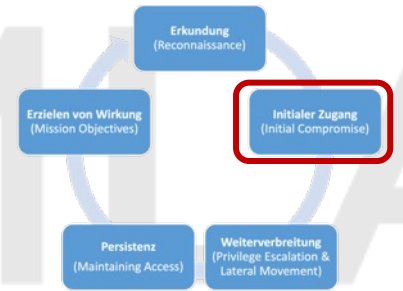 Erkundung
(Reconnaissance)
Initialer Zugang
(Initial Compromise)
Weiterverbreitung
(Privilege Escalation &
Lateral Movement)
Persistenz
(Maintaining Access)
Erzielen von Wirkung
(Mission Objectives)